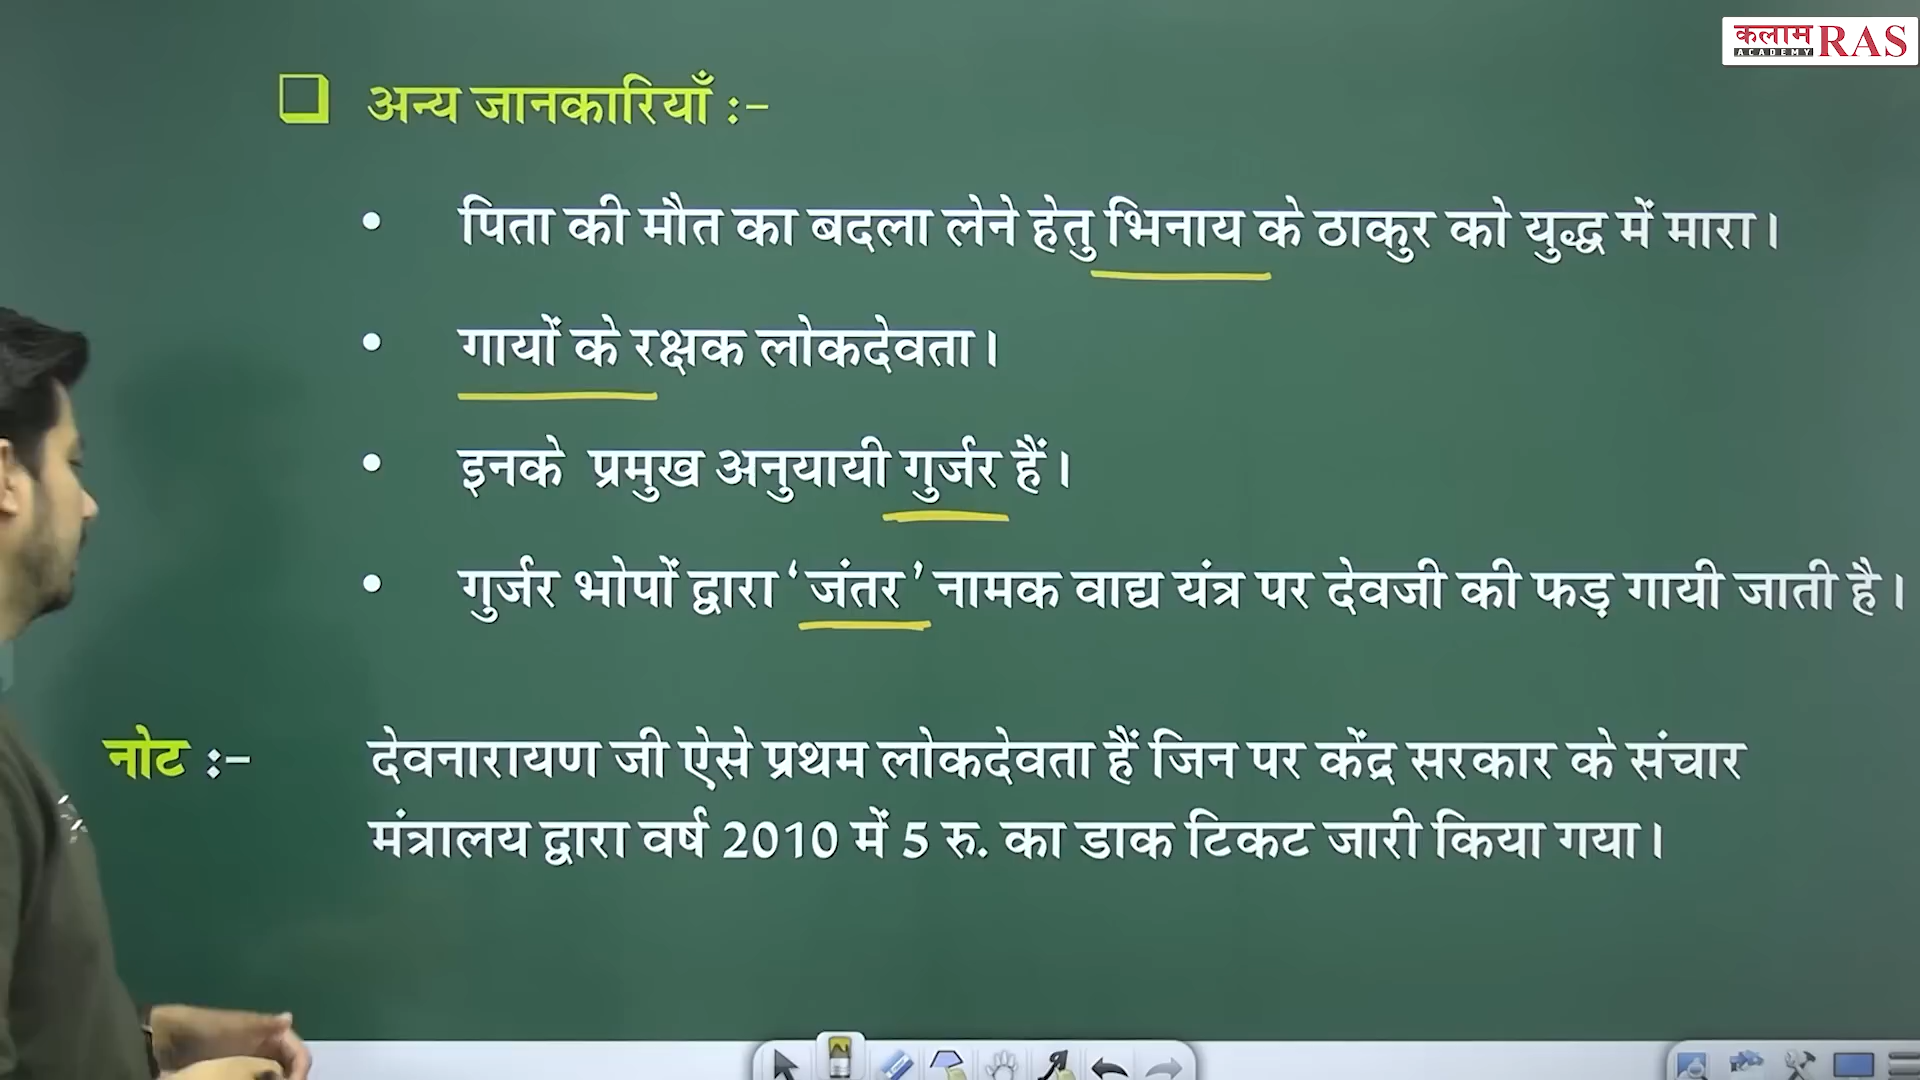 कलाम
ACADEMY
RAS
अन्य जानकारियाँ :-
• पिता की मौत का बदला लेने हेतु भिनाय के ठाकुर को युद्ध में मारा।
• गायों के रक्षक लोकदेवता।
• इनके प्रमुख अनुयायी गुर्जर हैं।
• गुर्जर भोपों द्वारा ‘जंतर’ नामक वाद्य यंत्र पर देवजी की फड़ गायी जाती है।
नोट :- देवनारायण जी ऐसे प्रथम लोकदेवता हैं जिन पर केंद्र सरकार के संचार
मंत्रालय द्वारा वर्ष 2010 में 5 रु. का डाक टिकट जारी किया गया।